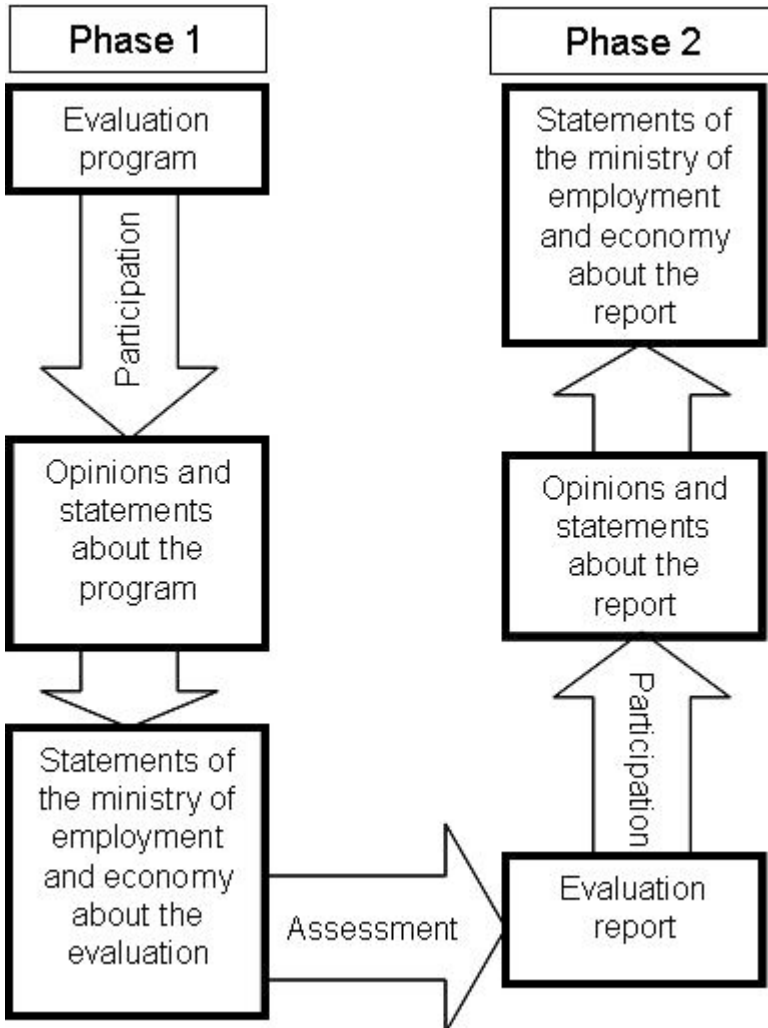 Phase 1
Evaluation
program
Participation
Opinions and
statements
about the
program
Statements of
the ministry of
employment
and economy
about the
evaluation
Assessment
Phase 2
Statements of
the ministry of
employment
and economy
about the
report
Opinions and
statements
about the
report
Participation
Evaluation
report